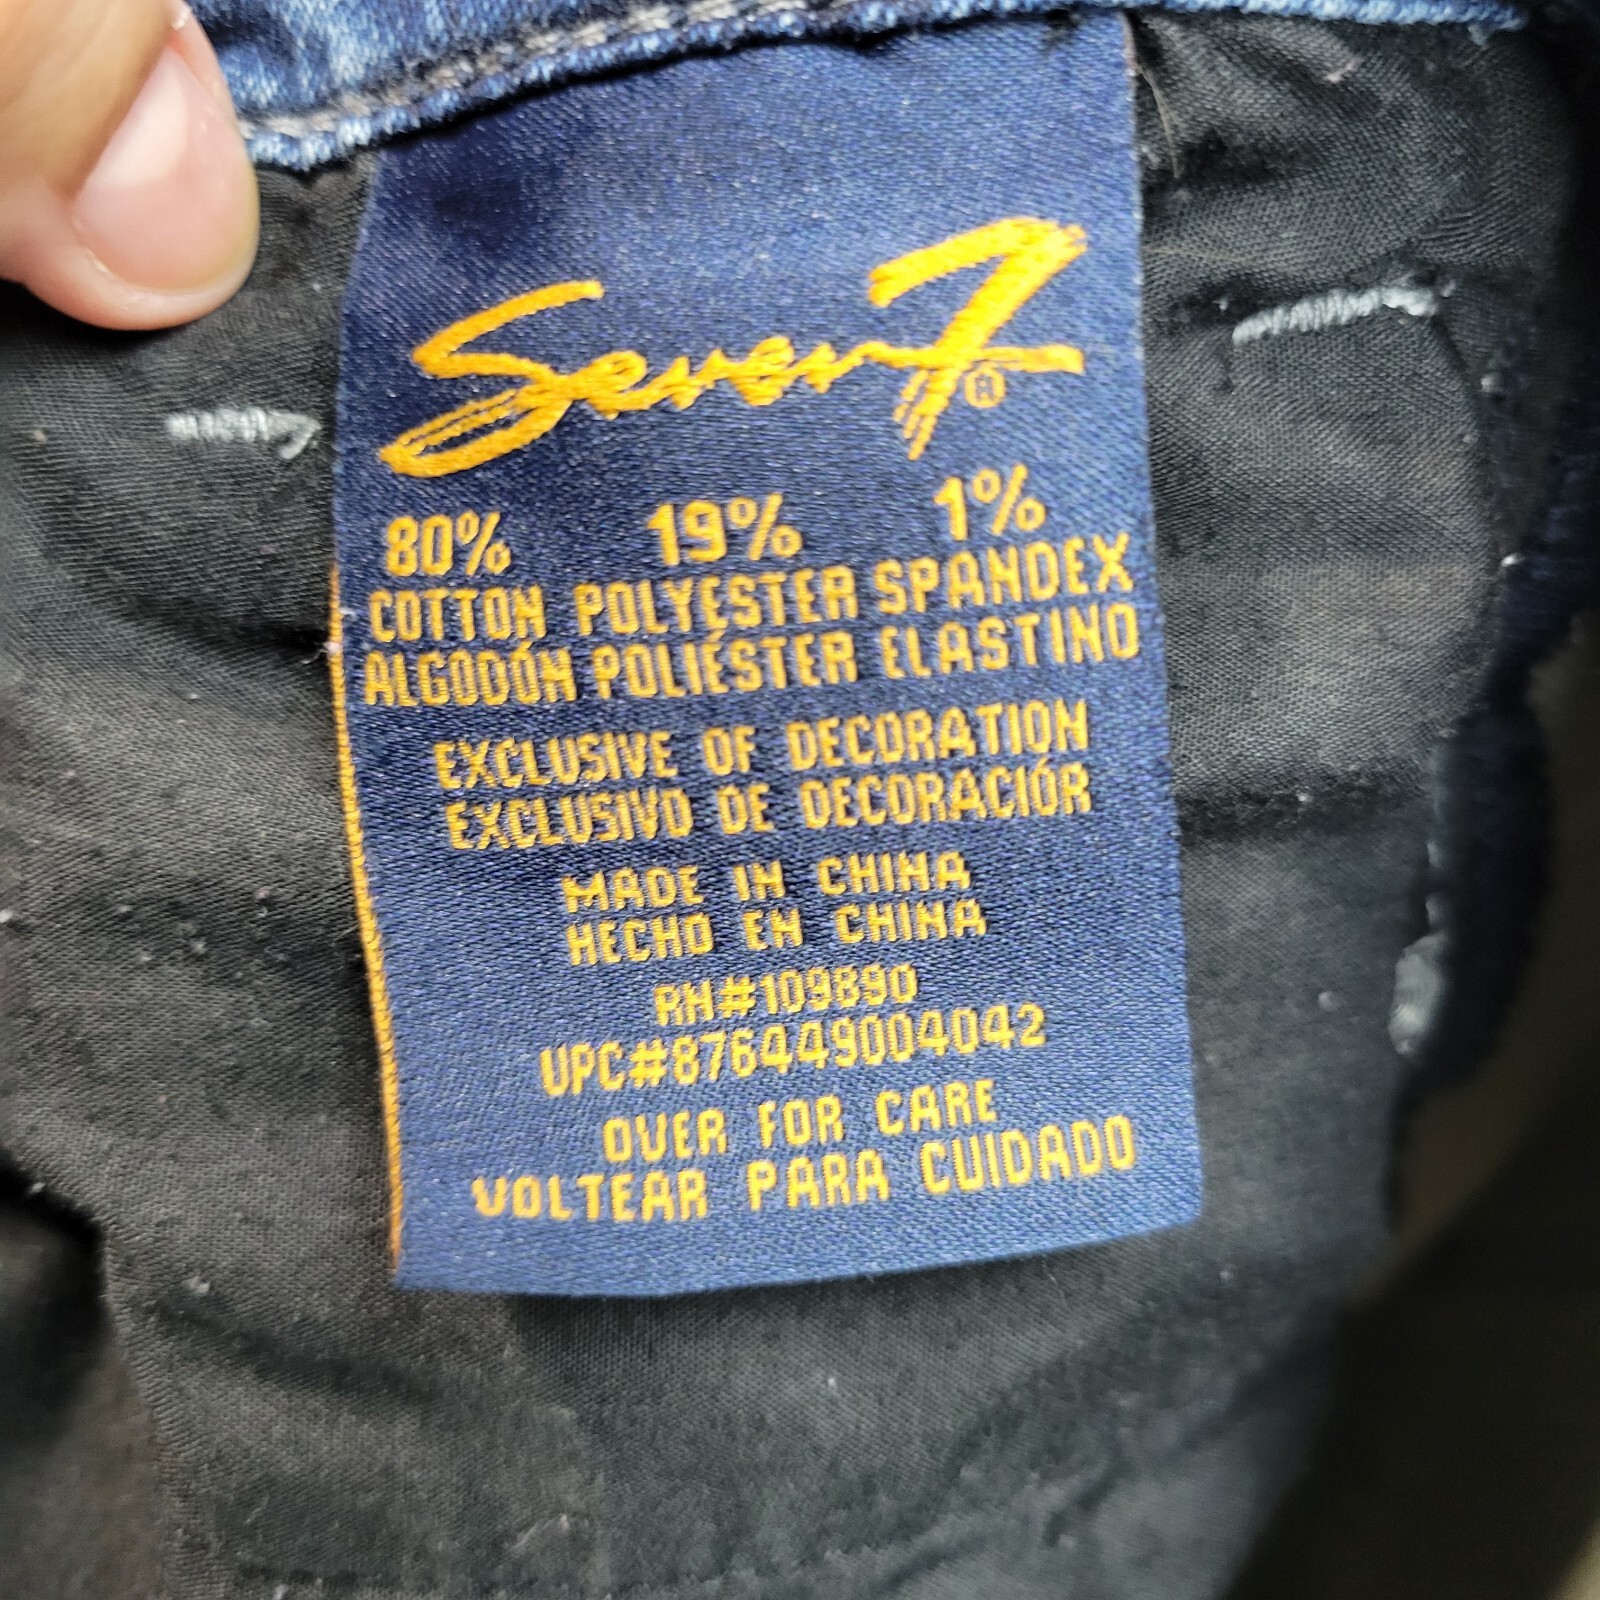 Seven7®
80% 19% 1%
COTTON POLYESTER SPANDEX
ALGODÓN POLIÉSTER ELASTINO
EXCLUSIVE OF DECORATION
EXCLUSIVO DE DECORACIÓR
MADE IN CHINA
HECHO EN CHINA
RN#109890
UPC#876449004042
OVER FOR CARE
VOLTEAR PARA CUIDADO